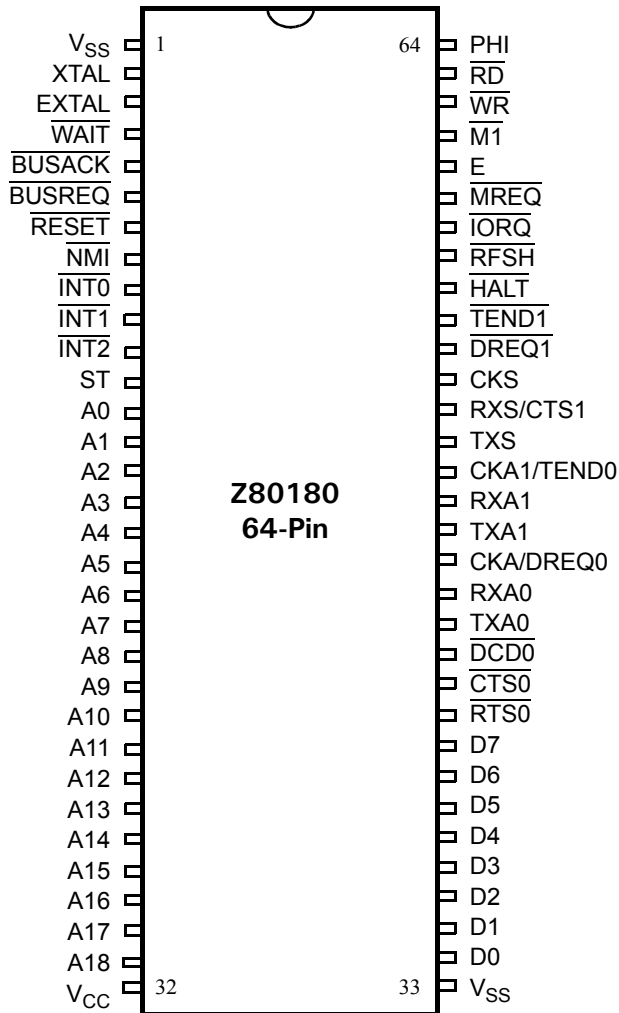 VSS 1 64 PHI
XTAL RD
EXTAL WR
WAIT M1
BUSACK E
BUSREQ MREQ
RESET IORQ
NMI RFSH
INT0 HALT
INT1 TEND1
INT2 DREQ1
ST CKS
A0 RXS/CTS1
A1 TXS
A2 CKA1/TEND0
A3 Z80180 RXA1
A4 64-Pin TXA1
A5 CKA/DREQ0
A6 RXA0
A7 TXA0
A8 DCD0
A9 CTS0
A10 RTS0
A11 D7
A12 D6
A13 D5
A14 D4
A15 D3
A16 D2
A17 D1
A18 D0
VCC 32 33 VSS